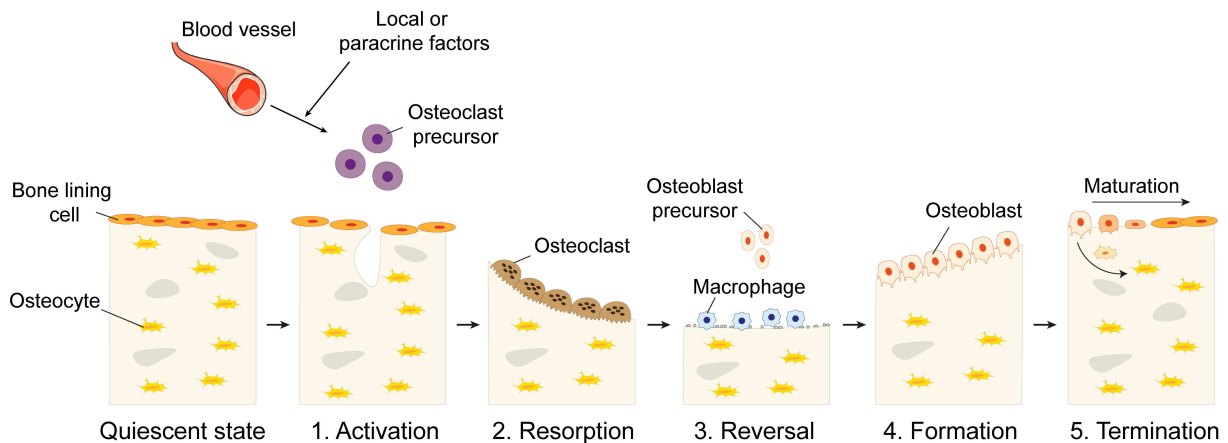 Blood vessel
Local or
paracrine factors
Osteoclast
precursor
Bone lining
cell
Osteocyte
Osteoclast
Osteoblast
precursor
Macrophage
Osteoblast
Maturation
Quiescent state
1. Activation
2. Resorption
3. Reversal
4. Formation
5. Termination